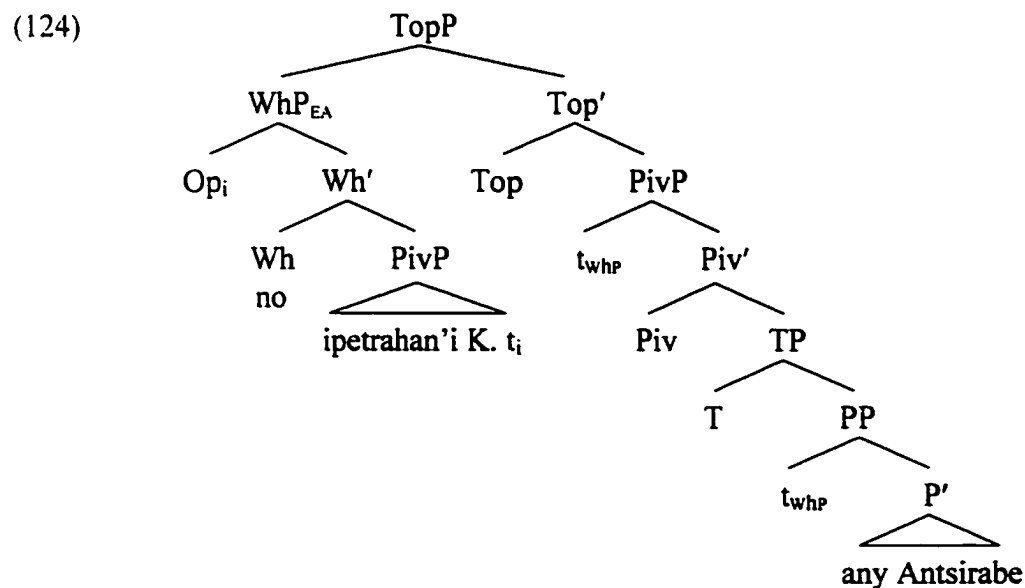 (124) TopP
WhP_EA Top′
Op_i Wh′ Top PivP
Wh PivP t_WhP Piv′
no ipetrahan'i K. t_i Piv TP
T PP
t_WhP P′
any Antsirabe